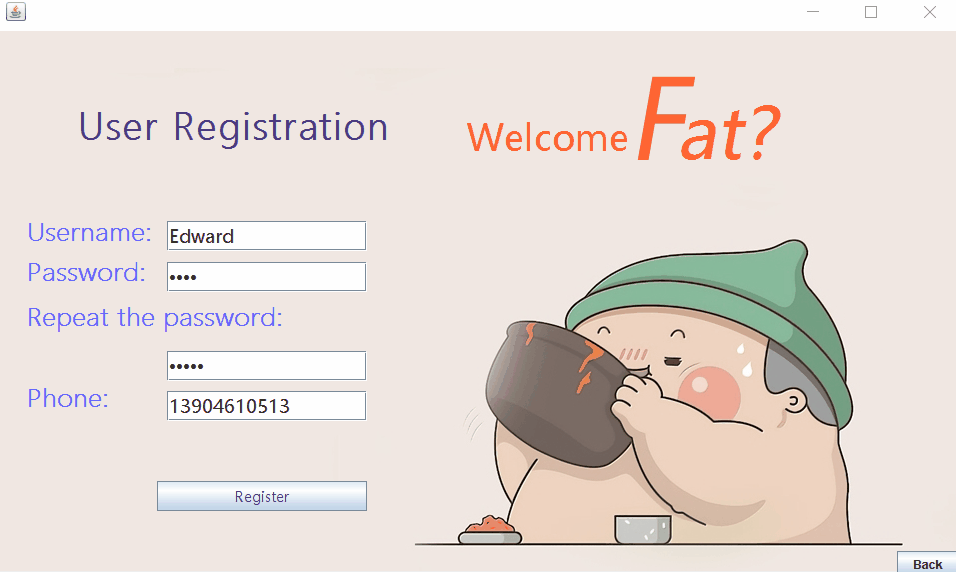 User Registration
Welcome Fat?
Username: Edward
Password: ••••
Repeat the password:
•••••
Phone: 13904610513
Register
Back